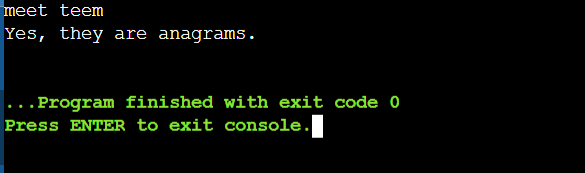 meet teem
Yes, they are anagrams.
...Program finished with exit code 0
Press ENTER to exit console.